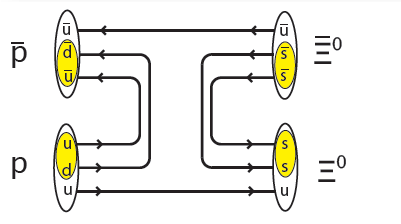 ū ū
p̄ d s̄ Ξ̄⁰
ū s̄
u s
p d s Ξ⁰
u u